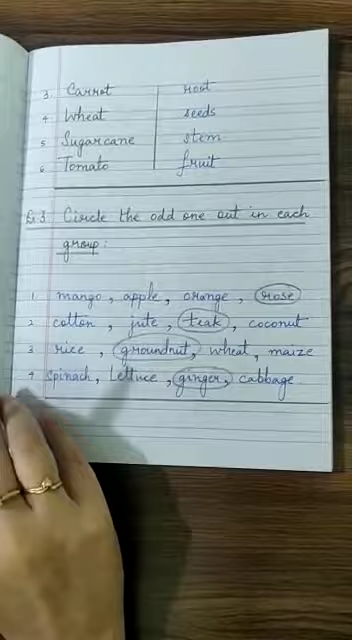 3. Carrot root
4 Wheat seeds
5 Sugarcane stem
6 Tomato fruit
Circle the odd one out in each
group:
1 mango, apple, orange, rose
2 cotton, jute, teak, coconut
3 rice, groundnut, wheat, maize
4 Spinach, Lettuce, ginger, cabbage